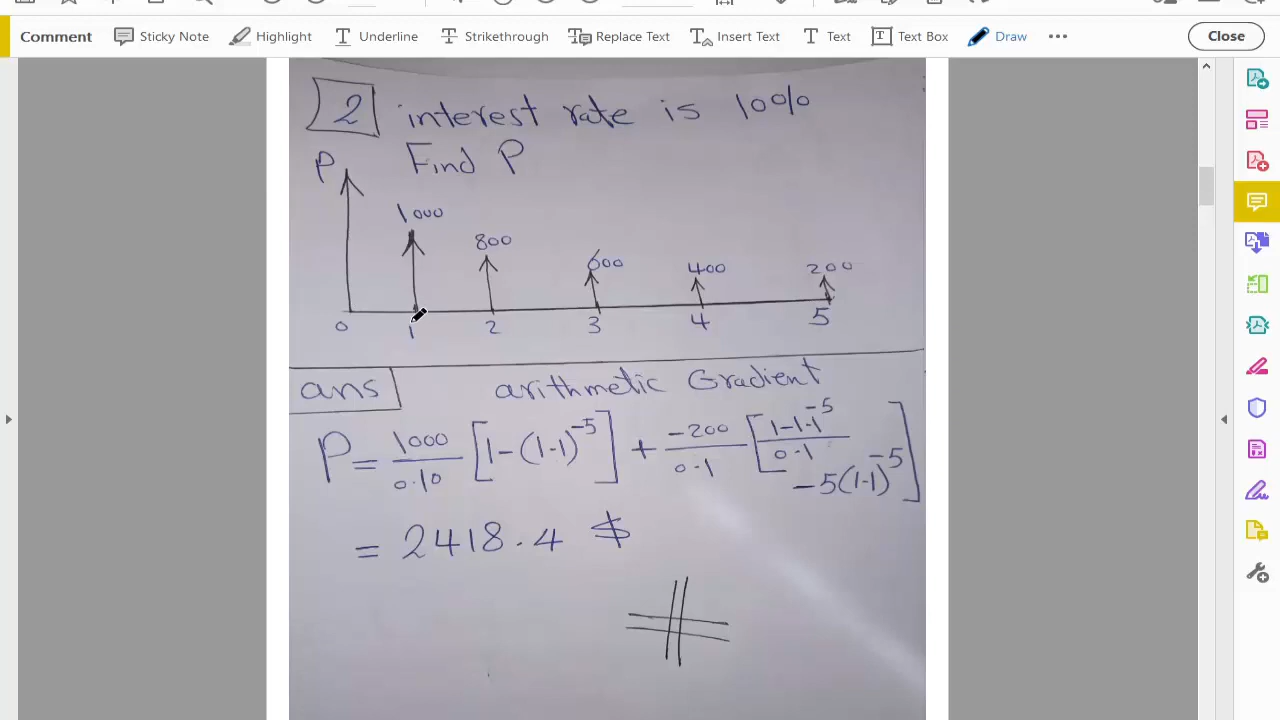 Comment Sticky Note Highlight Underline Strikethrough Replace Text Insert Text Text Text Box Draw Close
2 interest rate is 10%
Find P
P
1000
800
600
400
200
0 1 2 3 4 5
ans arithmetic Gradient
P = 1000/0.10 [1-(1.1)^-5] + -200/0.1 [1-1.1^-5/0.1 -5(1.1)^-5]
= 2418.4 $